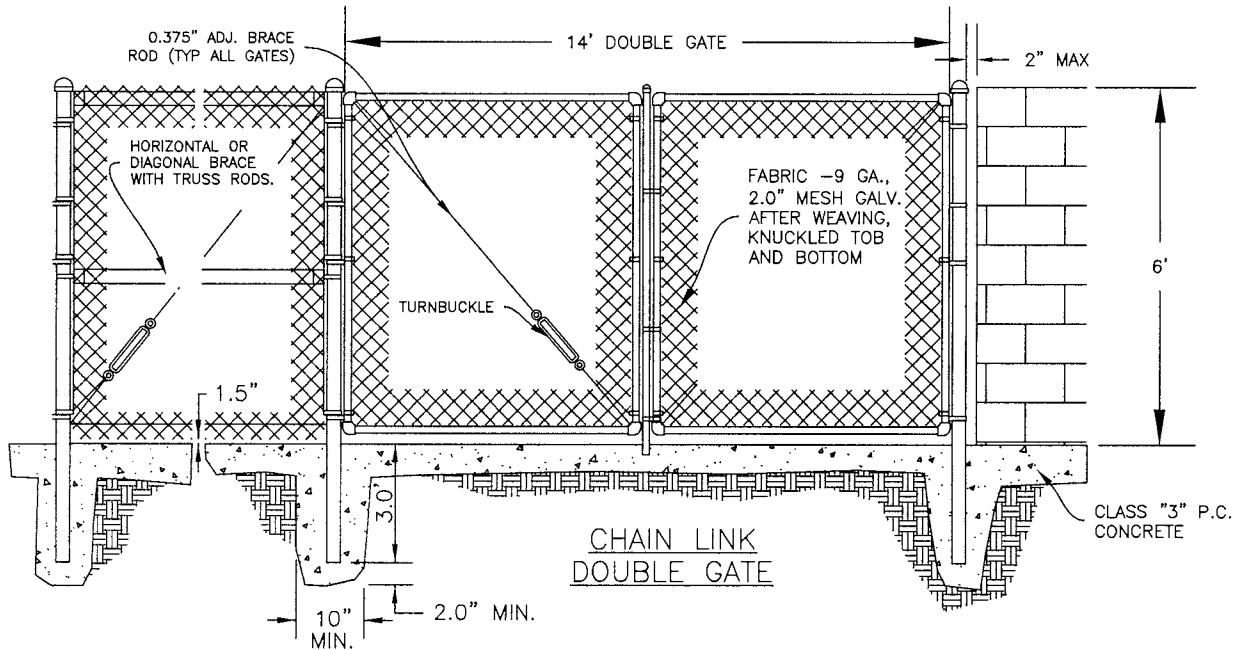 0.375" ADJ. BRACE
ROD (TYP ALL GATES)
14' DOUBLE GATE
2" MAX
HORIZONTAL OR
DIAGONAL BRACE
WITH TRUSS RODS.
FABRIC -9 GA.,
2.0" MESH GALV.
AFTER WEAVING,
KNUCKLED TOB
AND BOTTOM
6'
TURNBUCKLE
1.5"
3.0'
CLASS "3" P.C.
CONCRETE
CHAIN LINK
DOUBLE GATE
2.0" MIN.
10"
MIN.